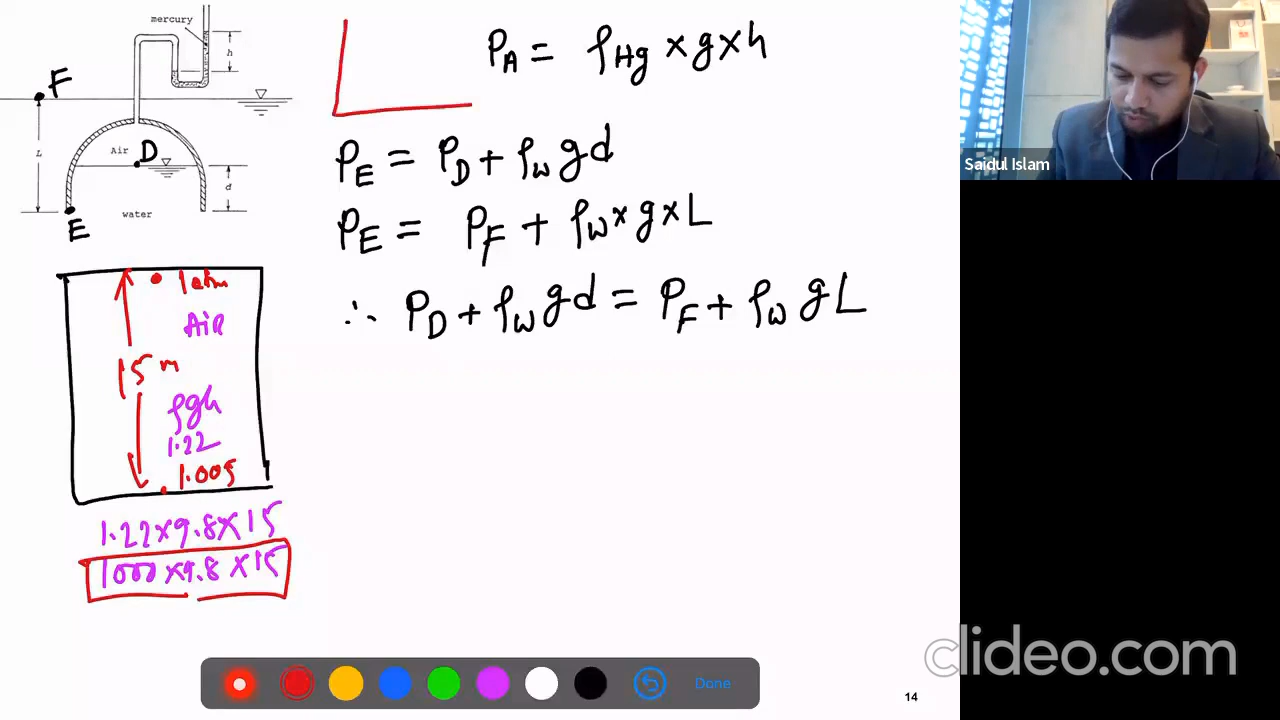 mercury
h
F
L
Air D
d
E water
P_A = ρ_Hg × g × h
P_E = P_D + ρ_w g d
P_E = P_F + ρ_w × g × L
∴ P_D + ρ_w g d = P_F + ρ_w g L
1 atm
AiR
15 m
ρgh
1.22
1.005
1.22×9.8×15
1000×9.8×15
Saidul Islam
Done
14
clideo.com